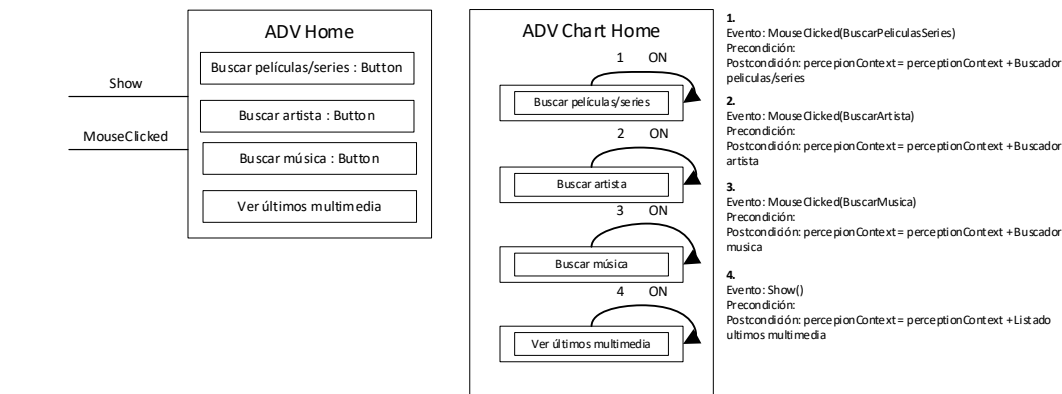 ADV Home
Buscar películas/series : Button
Buscar artista : Button
Buscar música : Button
Ver últimos multimedia
Show
MouseClicked
ADV Chart Home
1 ON
Buscar películas/series
2 ON
Buscar artista
3 ON
Buscar música
4 ON
Ver últimos multimedia
1.
Evento: MouseClicked(BuscarPeliculasSeries)
Precondición:
Postcondición: percepionContext = perceptionContext + Buscador
peliculas/series
2.
Evento: MouseClicked(BuscarArtista)
Precondición:
Postcondición: percepionContext = perceptionContext + Buscador
artista
3.
Evento: MouseClicked(BuscarMusica)
Precondición:
Postcondición: percepionContext = perceptionContext + Buscador
musica
4.
Evento: Show()
Precondición:
Postcondición: percepionContext = perceptionContext + Listado
ultimos multimedia